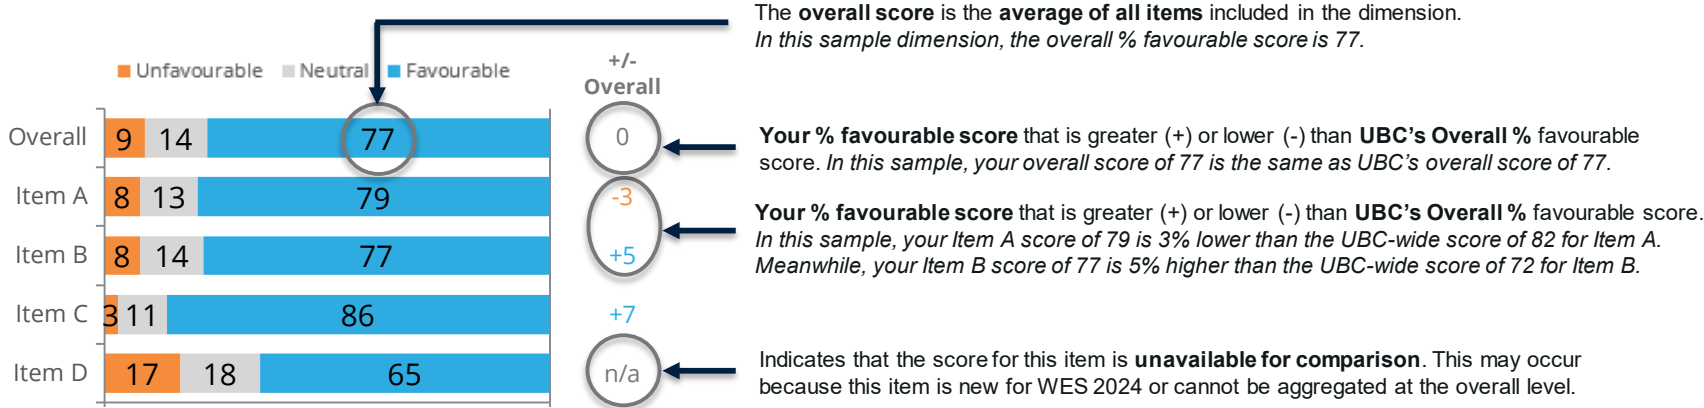 The overall score is the average of all items included in the dimension.
In this sample dimension, the overall % favourable score is 77.
Unfavourable Neutral Favourable
+/-
Overall
Overall 9 14 77 0
Your % favourable score that is greater (+) or lower (-) than UBC's Overall % favourable
score. In this sample, your overall score of 77 is the same as UBC's overall score of 77.
Item A 8 13 79 -3
Your % favourable score that is greater (+) or lower (-) than UBC's Overall % favourable score.
In this sample, your Item A score of 79 is 3% lower than the UBC-wide score of 82 for Item A.
Meanwhile, your Item B score of 77 is 5% higher than the UBC-wide score of 72 for Item B.
Item B 8 14 77 +5
Item C 3 11 86 +7
Item D 17 18 65 n/a
Indicates that the score for this item is unavailable for comparison. This may occur
because this item is new for WES 2024 or cannot be aggregated at the overall level.